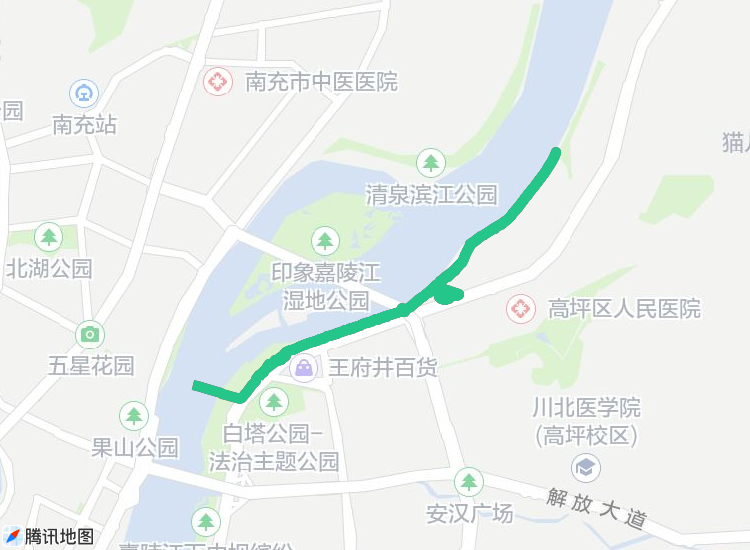 南充市中医医院
园
南充站
猫儿
清泉滨江公园
北湖公园
印象嘉陵江
湿地公园
高坪区人民医院
五星花园
王府井百货
川北医学院
(高坪校区)
果山公园
白塔公园-
法治主题公园
安汉广场
解放大道
腾讯地图